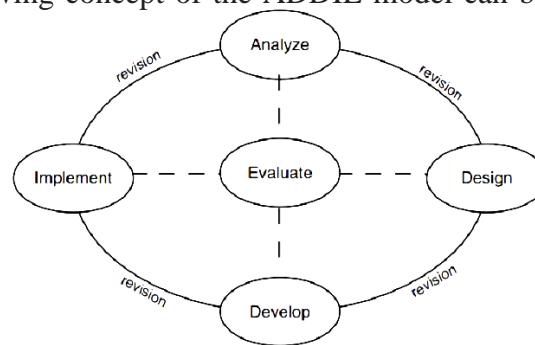 concept of the ADDIE model can b
Analyze
revision
revision
Implement
Evaluate
Design
revision
revision
Develop